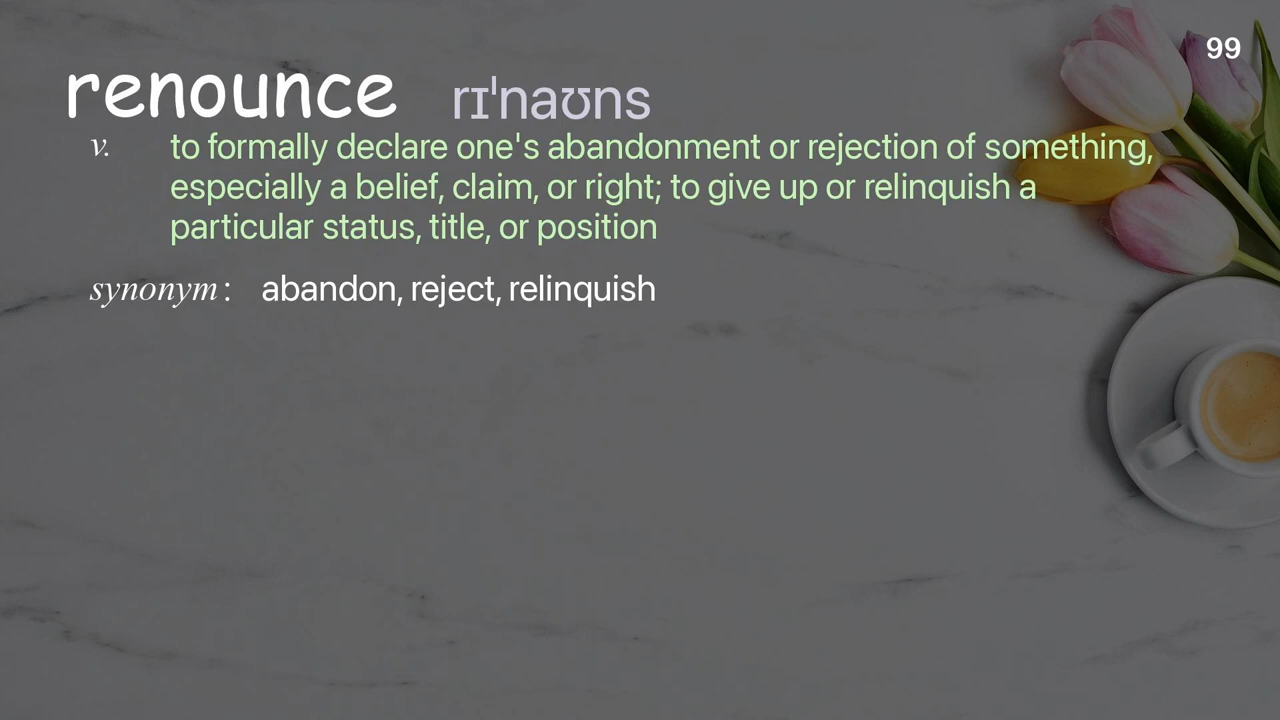 99
renounce rɪˈnaʊns
v. to formally declare one's abandonment or rejection of something,
especially a belief, claim, or right; to give up or relinquish a
particular status, title, or position
synonym: abandon, reject, relinquish